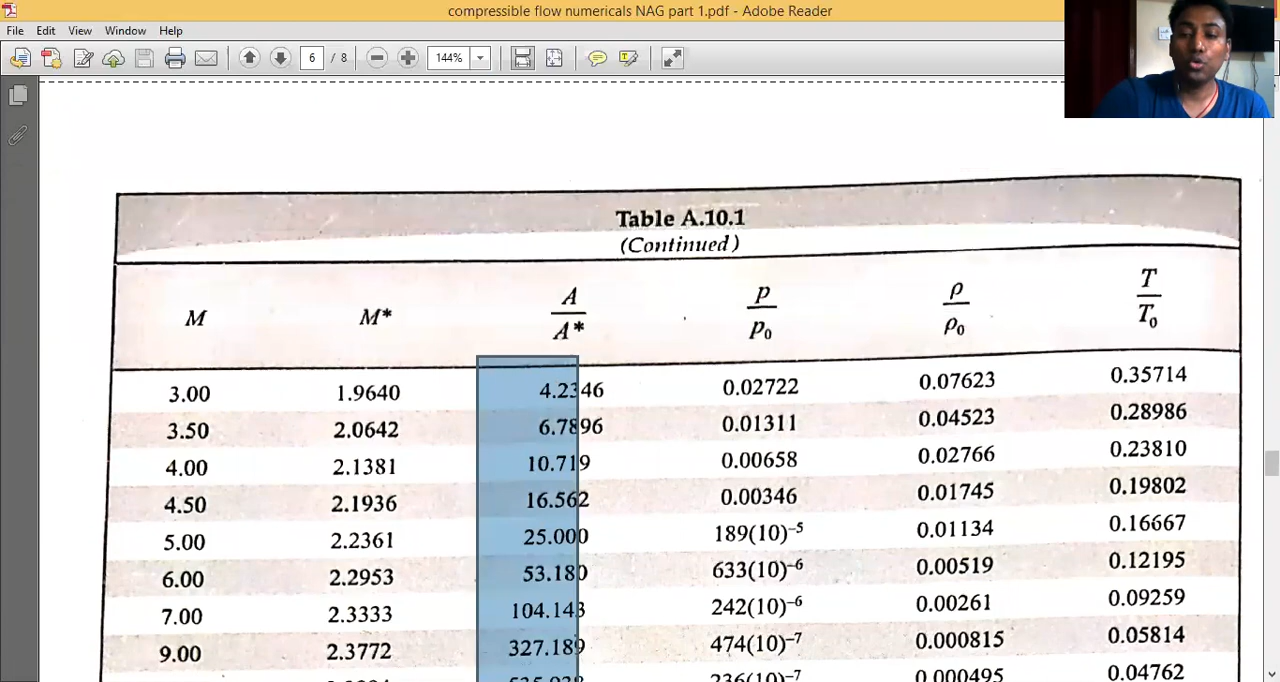 compressible flow numericals NAG part 1.pdf - Adobe Reader
File Edit View Window Help
6 / 8 144%
Table A.10.1
(Continued)
M M* A/A* p/p₀ ρ/ρ₀ T/T₀
3.00 1.9640 4.2346 0.02722 0.07623 0.35714
3.50 2.0642 6.7896 0.01311 0.04523 0.28986
4.00 2.1381 10.719 0.00658 0.02766 0.23810
4.50 2.1936 16.562 0.00346 0.01745 0.19802
5.00 2.2361 25.000 189(10)⁻⁵ 0.01134 0.16667
6.00 2.2953 53.180 633(10)⁻⁶ 0.00519 0.12195
7.00 2.3333 104.143 242(10)⁻⁶ 0.00261 0.09259
9.00 2.3772 327.189 474(10)⁻⁷ 0.000815 0.05814
236(10)⁻⁷ 0.000495 0.04762